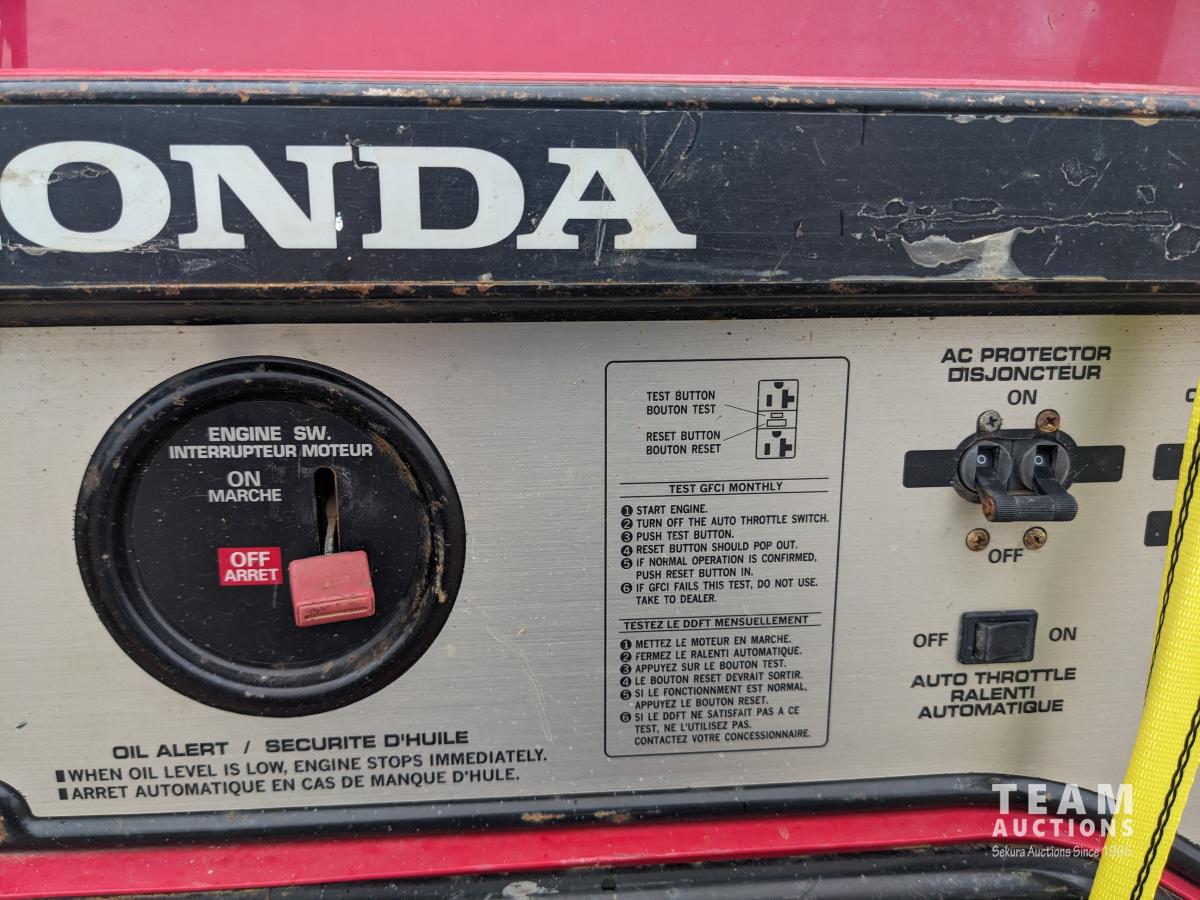 ONDA
ENGINE SW.
INTERRUPTEUR MOTEUR
ON
MARCHE
OFF
ARRET
OIL ALERT / SECURITE D'HUILE
WHEN OIL LEVEL IS LOW, ENGINE STOPS IMMEDIATELY.
ARRET AUTOMATIQUE EN CAS DE MANQUE D'HULE.
TEST BUTTON
BOUTON TEST
RESET BUTTON
BOUTON RESET
TEST GFCI MONTHLY
1 START ENGINE.
2 TURN OFF THE AUTO THROTTLE SWITCH.
3 PUSH TEST BUTTON.
4 RESET BUTTON SHOULD POP OUT.
5 IF NORMAL OPERATION IS CONFIRMED,
PUSH RESET BUTTON IN.
6 IF GFCI FAILS THIS TEST, DO NOT USE.
TAKE TO DEALER.
TESTEZ LE DDFT MENSUELLEMENT
1 METTEZ LE MOTEUR EN MARCHE.
2 FERMEZ LE RALENTI AUTOMATIQUE.
3 APPUYEZ SUR LE BOUTON TEST.
4 LE BOUTON RESET DEVRAIT SORTIR.
5 SI LE FONCTIONNMENT EST NORMAL,
APPUYEZ LE BOUTON RESET.
6 SI LE DDFT NE SATISFAIT PAS A CE
TEST, NE L'UTILISEZ PAS.
CONTACTEZ VOTRE CONCESSIONNAIRE.
AC PROTECTOR
DISJONCTEUR
ON
OFF
OFF ON
AUTO THROTTLE
RALENTI
AUTOMATIQUE
TEAM
AUCTIONS
Sekura Auctions Since 1966